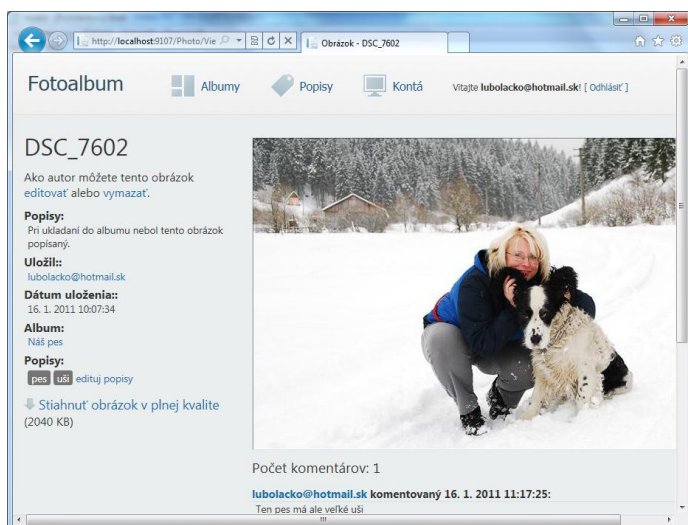 http://localhost:9107/Photo/Vie
Obrázok - DSC_7602
Fotoalbum
Albumy
Popisy
Kontá
Vitajte lubolacko@hotmail.sk! [ Odhlásiť ]
DSC_7602
Ako autor môžete tento obrázok
editovať alebo vymazať.
Popisy:
Pri ukladaní do albumu nebol tento obrázok
popísaný.
Uložil::
lubolacko@hotmail.sk
Dátum uloženia::
16. 1. 2011 10:07:34
Album:
Náš pes
Popisy:
pes uši edituj popisy
Stiahnuť obrázok v plnej kvalite
(2040 KB)
Počet komentárov: 1
lubolacko@hotmail.sk komentovaný 16. 1. 2011 11:17:25:
Ten pes má ale veľké uši